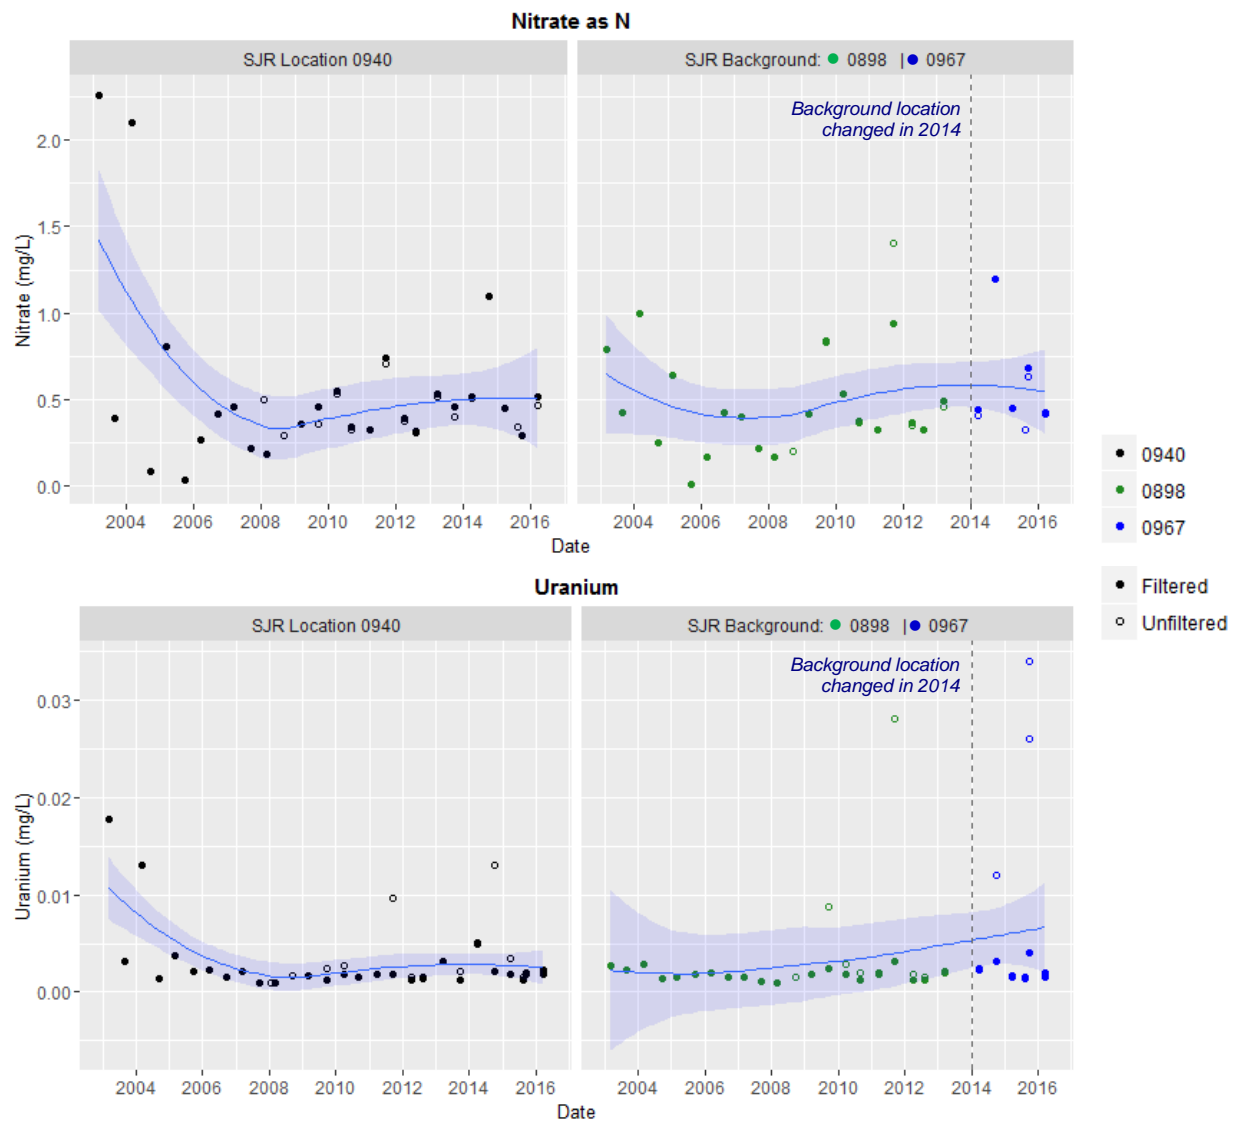 Nitrate as N
SJR Location 0940
SJR Background: 0898 | 0967
Background location
changed in 2014
Nitrate (mg/L)
2.0
1.5
1.0
0.5
0.0
2004 2006 2008 2010 2012 2014 2016
2004 2006 2008 2010 2012 2014 2016
Date
0940
0898
0967
Filtered
Unfiltered
Uranium
SJR Location 0940
SJR Background: 0898 | 0967
Background location
changed in 2014
Uranium (mg/L)
0.03
0.02
0.01
0.00
2004 2006 2008 2010 2012 2014 2016
2004 2006 2008 2010 2012 2014 2016
Date